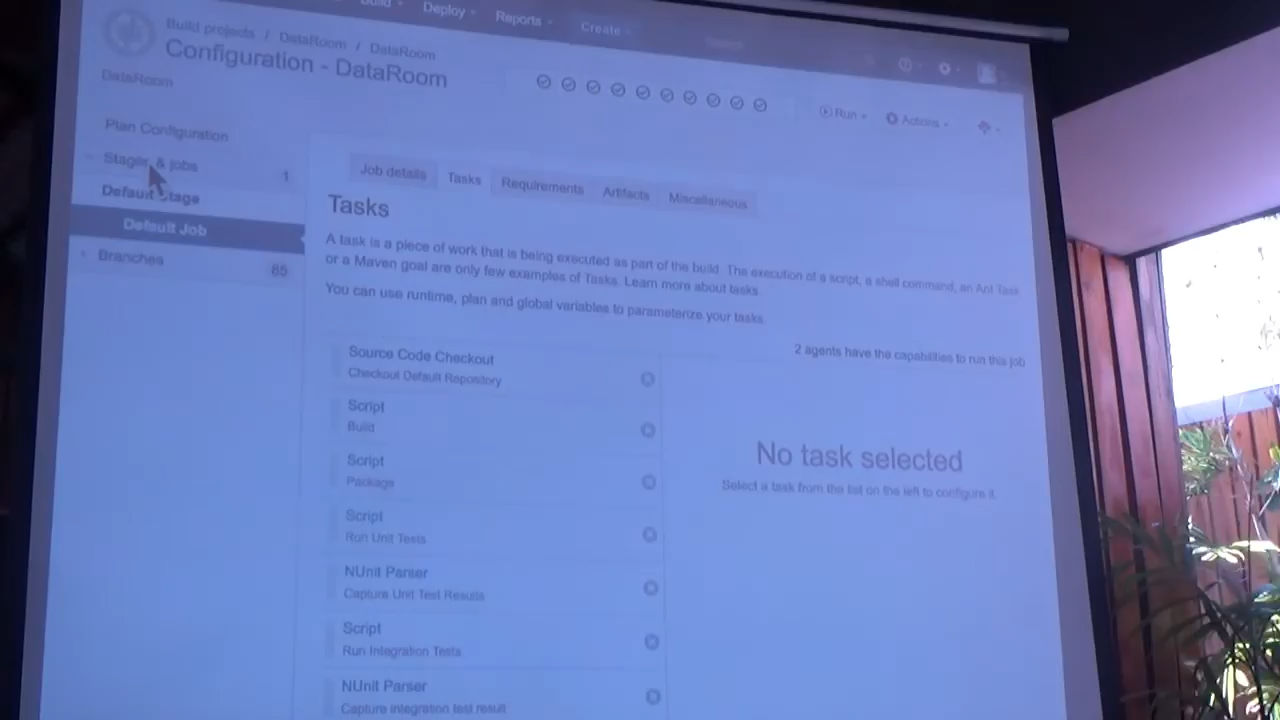 Build Deploy Reports Create
Build projects / DataRoom / DataRoom
Configuration - DataRoom
DataRoom
Run Actions
Plan Configuration
Stages & jobs 1
Default Stage
Default Job
Branches 85
Job details Tasks Requirements Artifacts Miscellaneous
Tasks
A task is a piece of work that is being executed as part of the build. The execution of a script, a shell command, an Ant Task
or a Maven goal are only few examples of Tasks. Learn more about tasks.
You can use runtime, plan and global variables to parameterize your tasks.
2 agents have the capabilities to run this job
Source Code Checkout
Checkout Default Repository
Script
Build
Script
Package
Script
Run Unit Tests
NUnit Parser
Capture Unit Test Results
Script
Run Integration Tests
NUnit Parser
Capture integration test result
No task selected
Select a task from the list on the left to configure it.